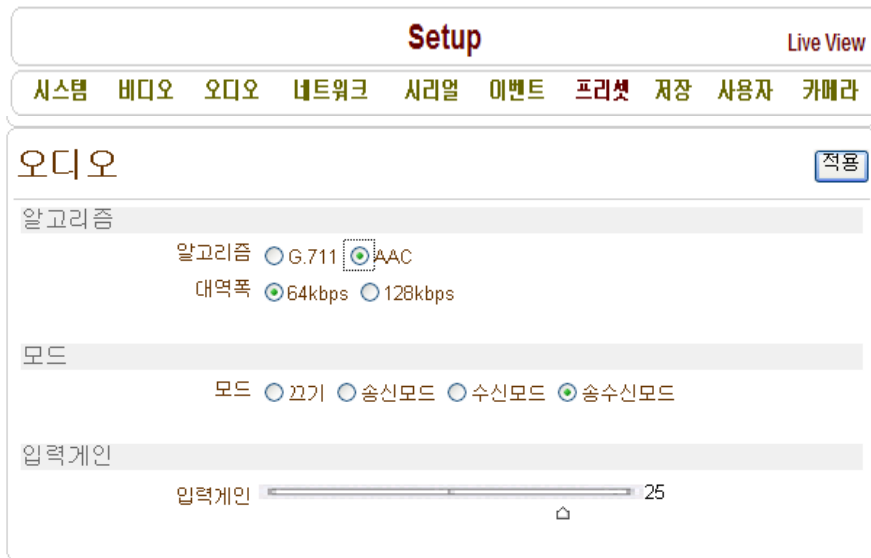 Setup
Live View
시스템 비디오 오디오 네트워크 시리얼 이벤트 프리셋 저장 사용자 카메라
오디오
적용
알고리즘
알고리즘 G.711 AAC
대역폭 64kbps 128kbps
모드
모드 끄기 송신모드 수신모드 송수신모드
입력게인
입력게인 25